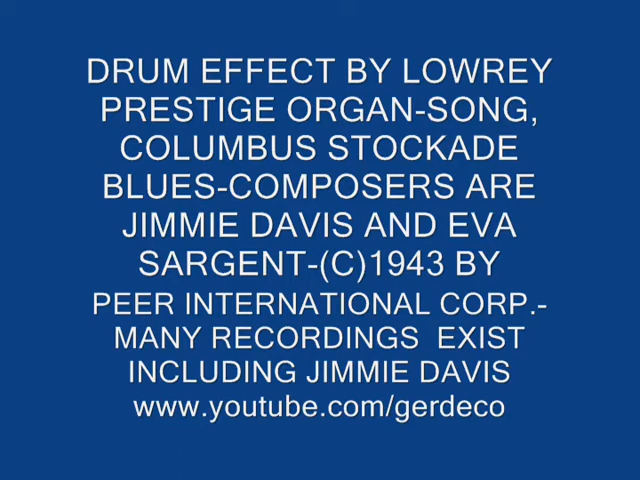 DRUM EFFECT BY LOWREY
PRESTIGE ORGAN-SONG,
COLUMBUS STOCKADE
BLUES-COMPOSERS ARE
JIMMIE DAVIS AND EVA
SARGENT-(C)1943 BY
PEER INTERNATIONAL CORP.-
MANY RECORDINGS  EXIST
INCLUDING JIMMIE DAVIS
www.youtube.com/gerdeco